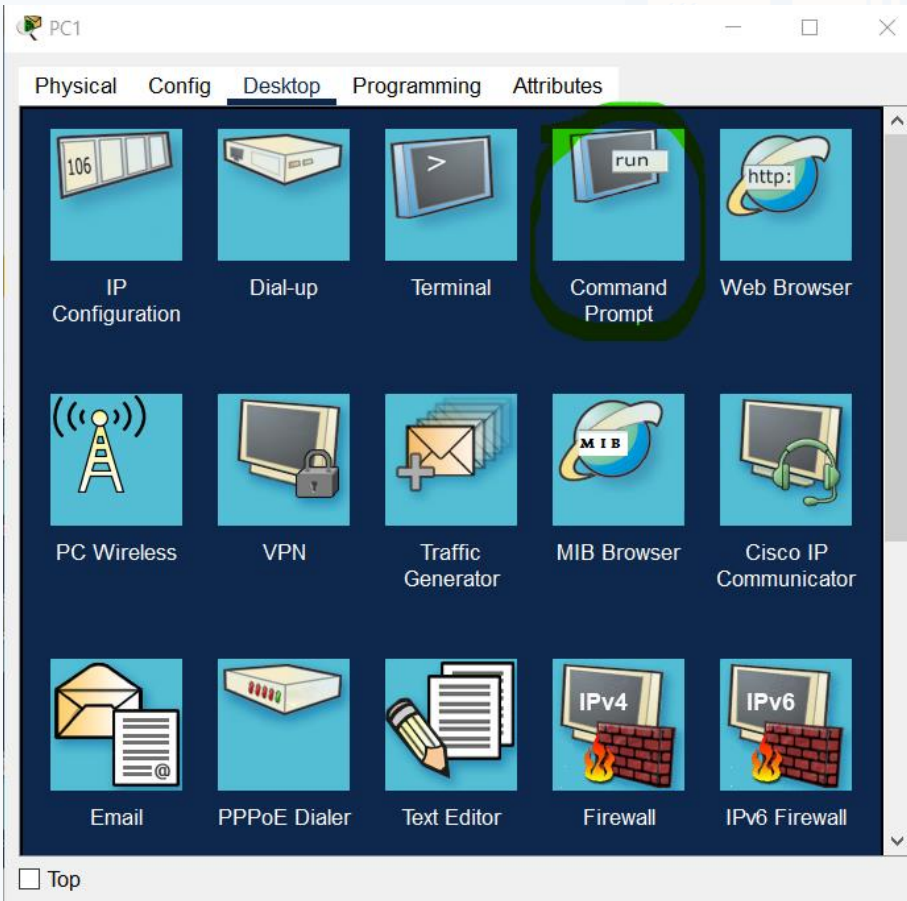 PC1
Physical Config Desktop Programming Attributes
106
>
run
http:
IP
Configuration
Dial-up
Terminal
Command
Prompt
Web Browser
MIB
PC Wireless
VPN
Traffic
Generator
MIB Browser
Cisco IP
Communicator
@
IPv4
IPv6
Email
PPPoE Dialer
Text Editor
Firewall
IPv6 Firewall
Top